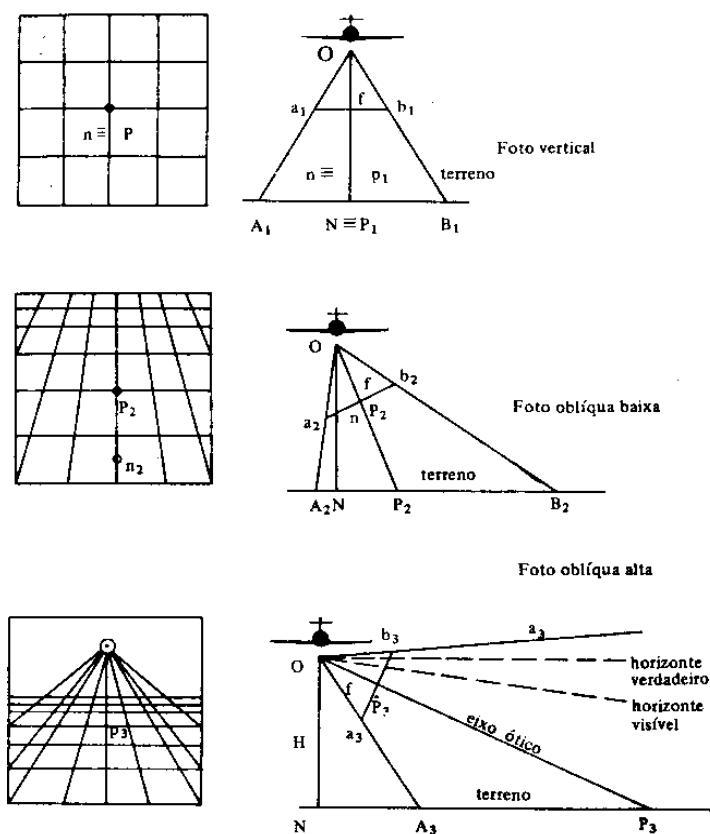 O
a₁ f b₁
n ≡ P
n ≡ p₁ terreno
Foto vertical
A₁ N ≡ P₁ B₁
O
f b₂
a₂ n P₂
P₂
n₂
Foto oblíqua baixa
terreno
A₂ N P₂ B₂
Foto oblíqua alta
b₃ a₃
O
horizonte
verdadeiro
horizonte
visível
f P₃
p₃
a₃
eixo ótico
H
terreno
N A₃ P₃